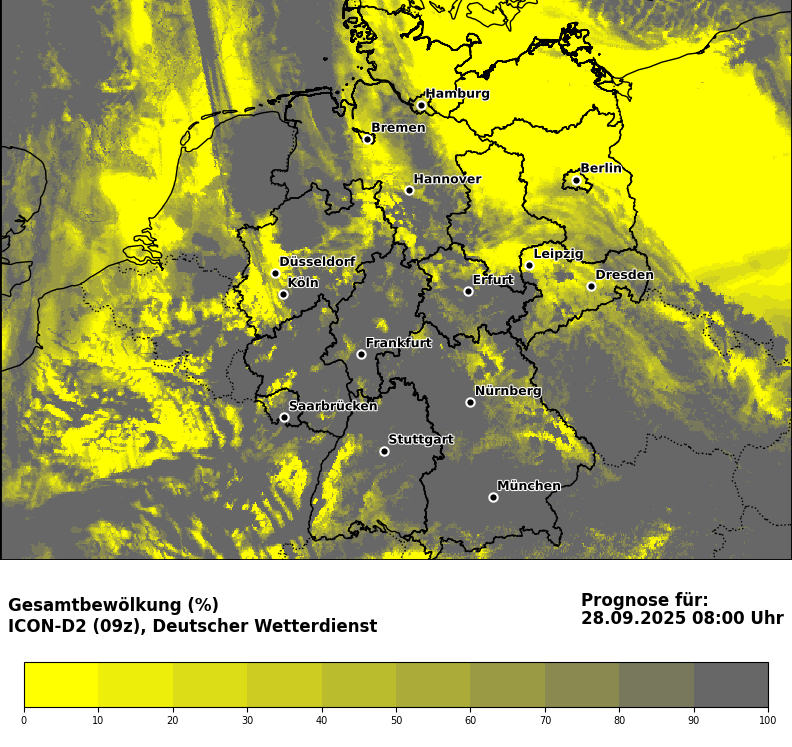 Hamburg
Bremen
Berlin
Hannover
Leipzig
Düsseldorf
Dresden
Köln
Erfurt
Frankfurt
Nürnberg
Saarbrücken
Stuttgart
München
Gesamtbewölkung (%)
ICON-D2 (09z), Deutscher Wetterdienst
Prognose für:
28.09.2025 08:00 Uhr
0 10 20 30 40 50 60 70 80 90 100